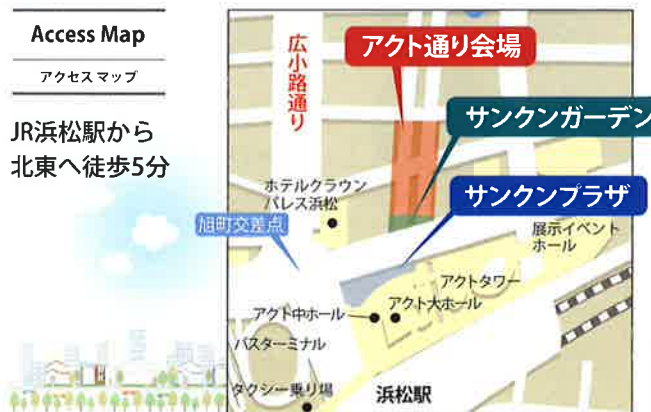 Access Map
アクセスマップ
JR浜松駅から
北東へ徒歩5分
広小路通り
アクト通り会場
サンクンガーデン
サンクンプラザ
ホテルクラウン
パレス浜松
旭町交差点
展示イベント
ホール
アクトタワー
アクト大ホール
アクト中ホール
バスターミナル
タクシー乗り場
浜松駅